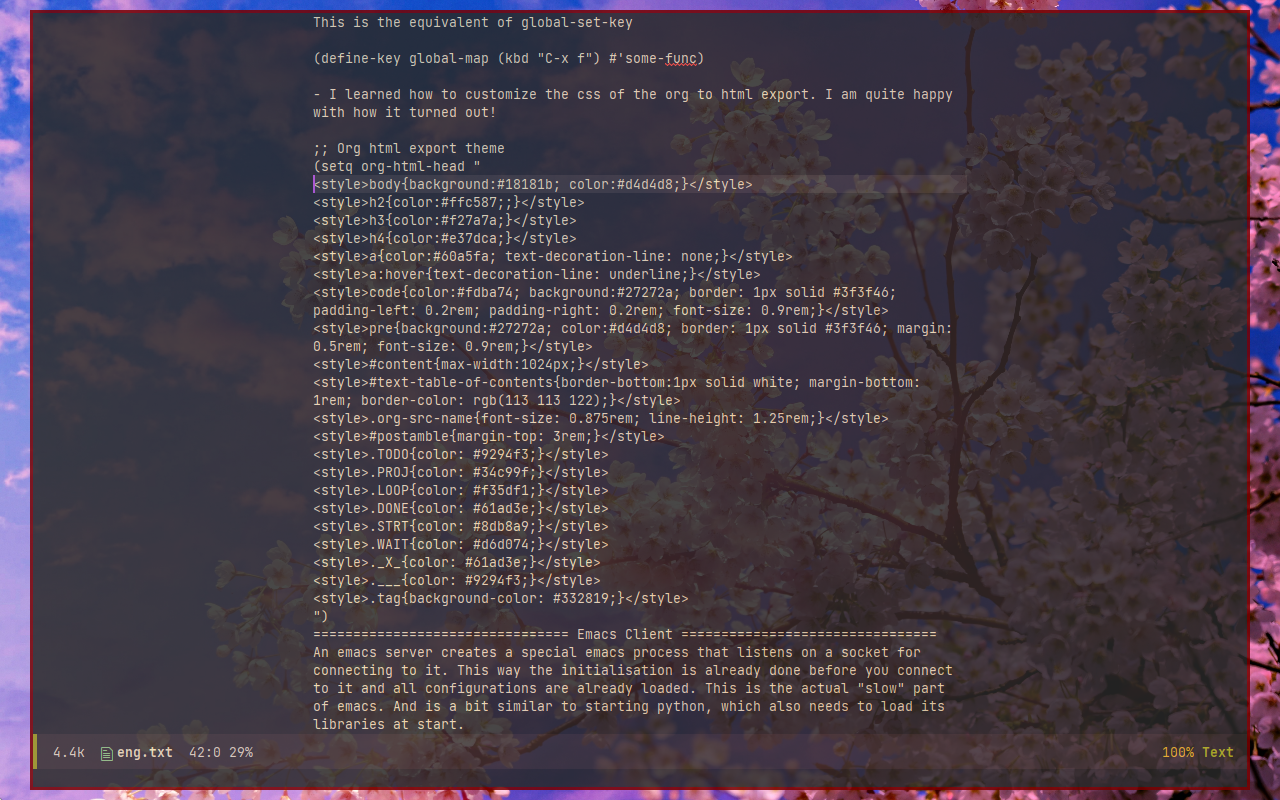 This is the equivalent of global-set-key
(define-key global-map (kbd "C-x f") #'some-func)
- I learned how to customize the css of the org to html export. I am quite happy
with how it turned out!
;; Org html export theme
(setq org-html-head "
<style>body{background:#18181b; color:#d4d4d8;}</style>
<style>h2{color:#ffc587;;}</style>
<style>h3{color:#f27a7a;}</style>
<style>h4{color:#e37dca;}</style>
<style>a{color:#60a5fa; text-decoration-line: none;}</style>
<style>a:hover{text-decoration-line: underline;}</style>
<style>code{color:#fdba74; background:#27272a; border: 1px solid #3f3f46;
padding-left: 0.2rem; padding-right: 0.2rem; font-size: 0.9rem;}</style>
<style>pre{background:#27272a; color:#d4d4d8; border: 1px solid #3f3f46; margin:
0.5rem; font-size: 0.9rem;}</style>
<style>#content{max-width:1024px;}</style>
<style>#text-table-of-contents{border-bottom:1px solid white; margin-bottom:
1rem; border-color: rgb(113 113 122);}</style>
<style>.org-src-name{font-size: 0.875rem; line-height: 1.25rem;}</style>
<style>#postamble{margin-top: 3rem;}</style>
<style>.TODO{color: #9294f3;}</style>
<style>.PROJ{color: #34c99f;}</style>
<style>.LOOP{color: #f35df1;}</style>
<style>.DONE{color: #61ad3e;}</style>
<style>.STRT{color: #8db8a9;}</style>
<style>.WAIT{color: #d6d074;}</style>
<style>._X_{color: #61ad3e;}</style>
<style>.___{color: #9294f3;}</style>
<style>.tag{background-color: #332819;}</style>
")
================================ Emacs Client ================================
An emacs server creates a special emacs process that listens on a socket for
connecting to it. This way the initialisation is already done before you connect
to it and all configurations are already loaded. This is the actual "slow" part
of emacs. And is a bit similar to starting python, which also needs to load its
libraries at start.
4.4k eng.txt 42:0 29% 100% Text